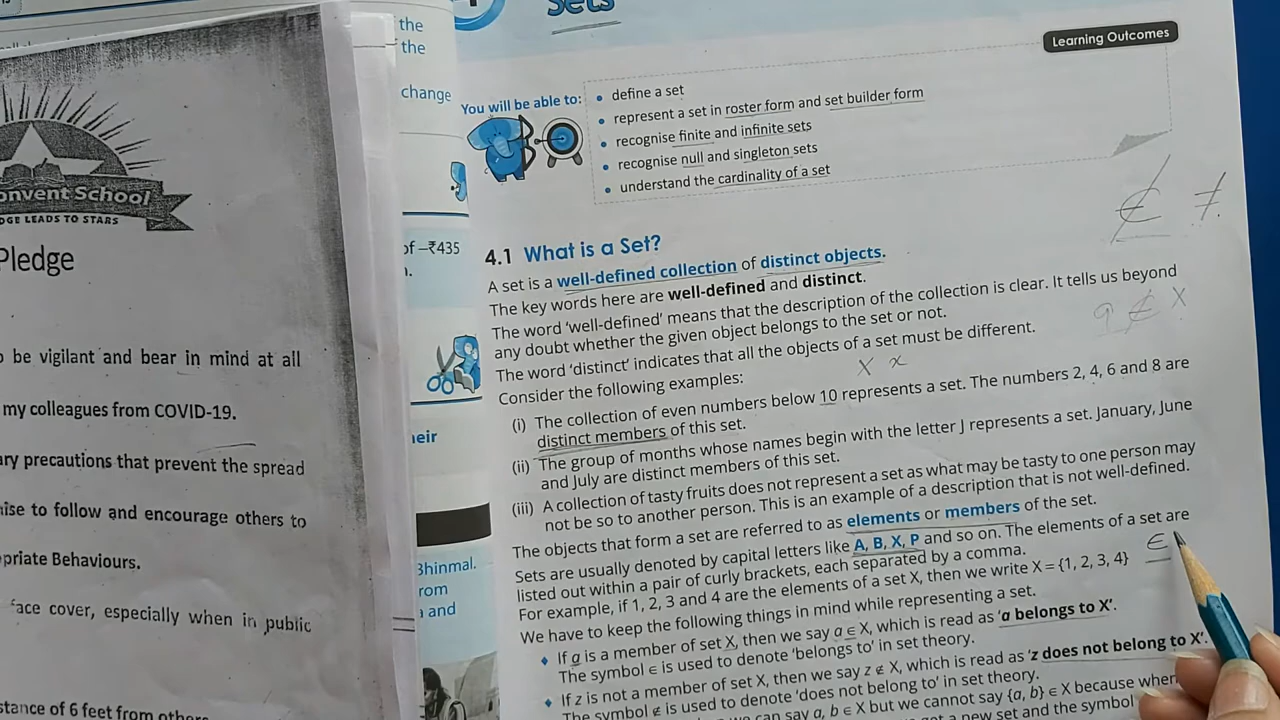 onvent School
DGE LEADS TO STARS
Pledge
be vigilant and bear in mind at all
my colleagues from COVID-19.
ary precautions that prevent the spread
to follow and encourage others to
priate Behaviours.
ace cover, especially when in public
stance of 6 feet from others
the
the
change
of –₹435
heir
Bhinmal.
rom
and
Sets
Learning Outcomes
You will be able to:
• define a set
• represent a set in roster form and set builder form
• recognise finite and infinite sets
• recognise null and singleton sets
• understand the cardinality of a set
∉ ≠
4.1 What is a Set?
A set is a well-defined collection of distinct objects.
The key words here are well-defined and distinct.
The word ‘well-defined’ means that the description of the collection is clear. It tells us beyond
any doubt whether the given object belongs to the set or not.
9 ∉ X
The word ‘distinct’ indicates that all the objects of a set must be different.
X x
Consider the following examples:
(i) The collection of even numbers below 10 represents a set. The numbers 2, 4, 6 and 8 are
distinct members of this set.
(ii) The group of months whose names begin with the letter J represents a set. January, June
and July are distinct members of this set.
(iii) A collection of tasty fruits does not represent a set as what may be tasty to one person may
not be so to another person. This is an example of a description that is not well-defined.
The objects that form a set are referred to as elements or members of the set.
Sets are usually denoted by capital letters like A, B, X, P and so on. The elements of a set are
listed out within a pair of curly brackets, each separated by a comma.
∈
For example, if 1, 2, 3 and 4 are the elements of a set X, then we write X = {1, 2, 3, 4}
We have to keep the following things in mind while representing a set.
♦ If a is a member of set X, then we say a ∈ X, which is read as ‘a belongs to X’.
The symbol ∈ is used to denote ‘belongs to’ in set theory.
♦ If z is not a member of set X, then we say z ∉ X, which is read as ‘z does not belong to X’.
The symbol ∉ is used to denote ‘does not belong to’ in set theory.
we can say a, b ∈ X but we cannot say {a, b} ∈ X because when
a new set and the symbol